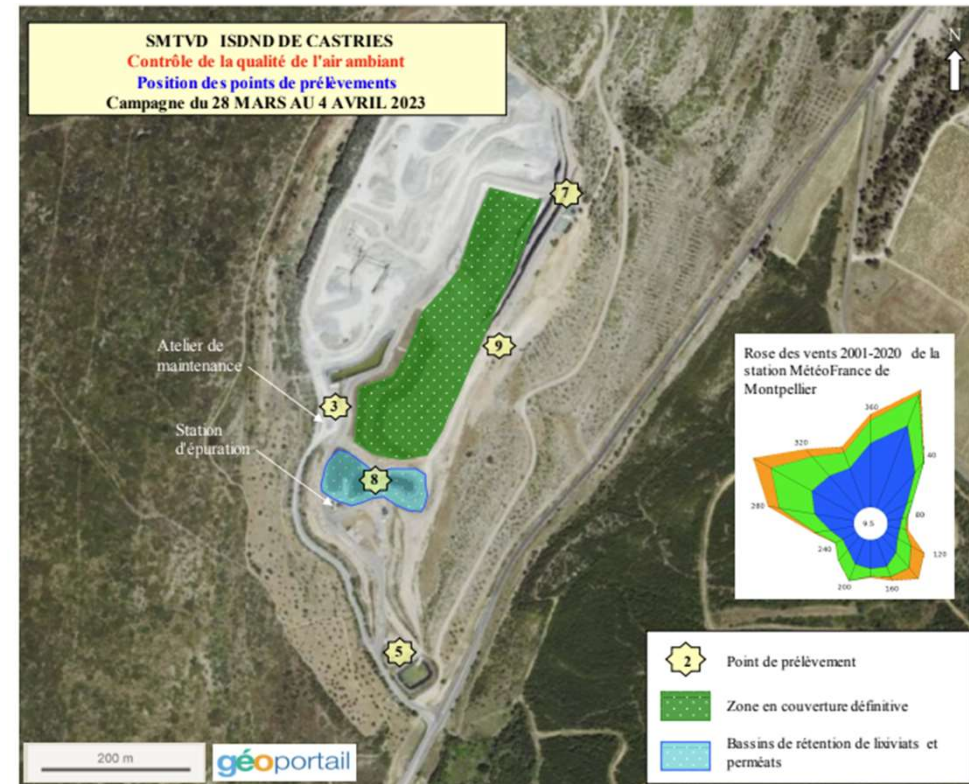 SMTVD ISDND DE CASTRIES
Contrôle de la qualité de l'air ambiant
Position des points de prélèvements
Campagne du 28 MARS AU 4 AVRIL 2023
N
7
9
Atelier de
maintenance
3
Station
d'épuration
8
5
Rose des vents 2001-2020 de la
station MétéoFrance de
Montpellier
360
320
40
280
80
9.5
240
120
200
160
2
Point de prélèvement
Zone en couverture définitive
Bassins de rétention de lixiviats et
perméats
200 m
géoportail